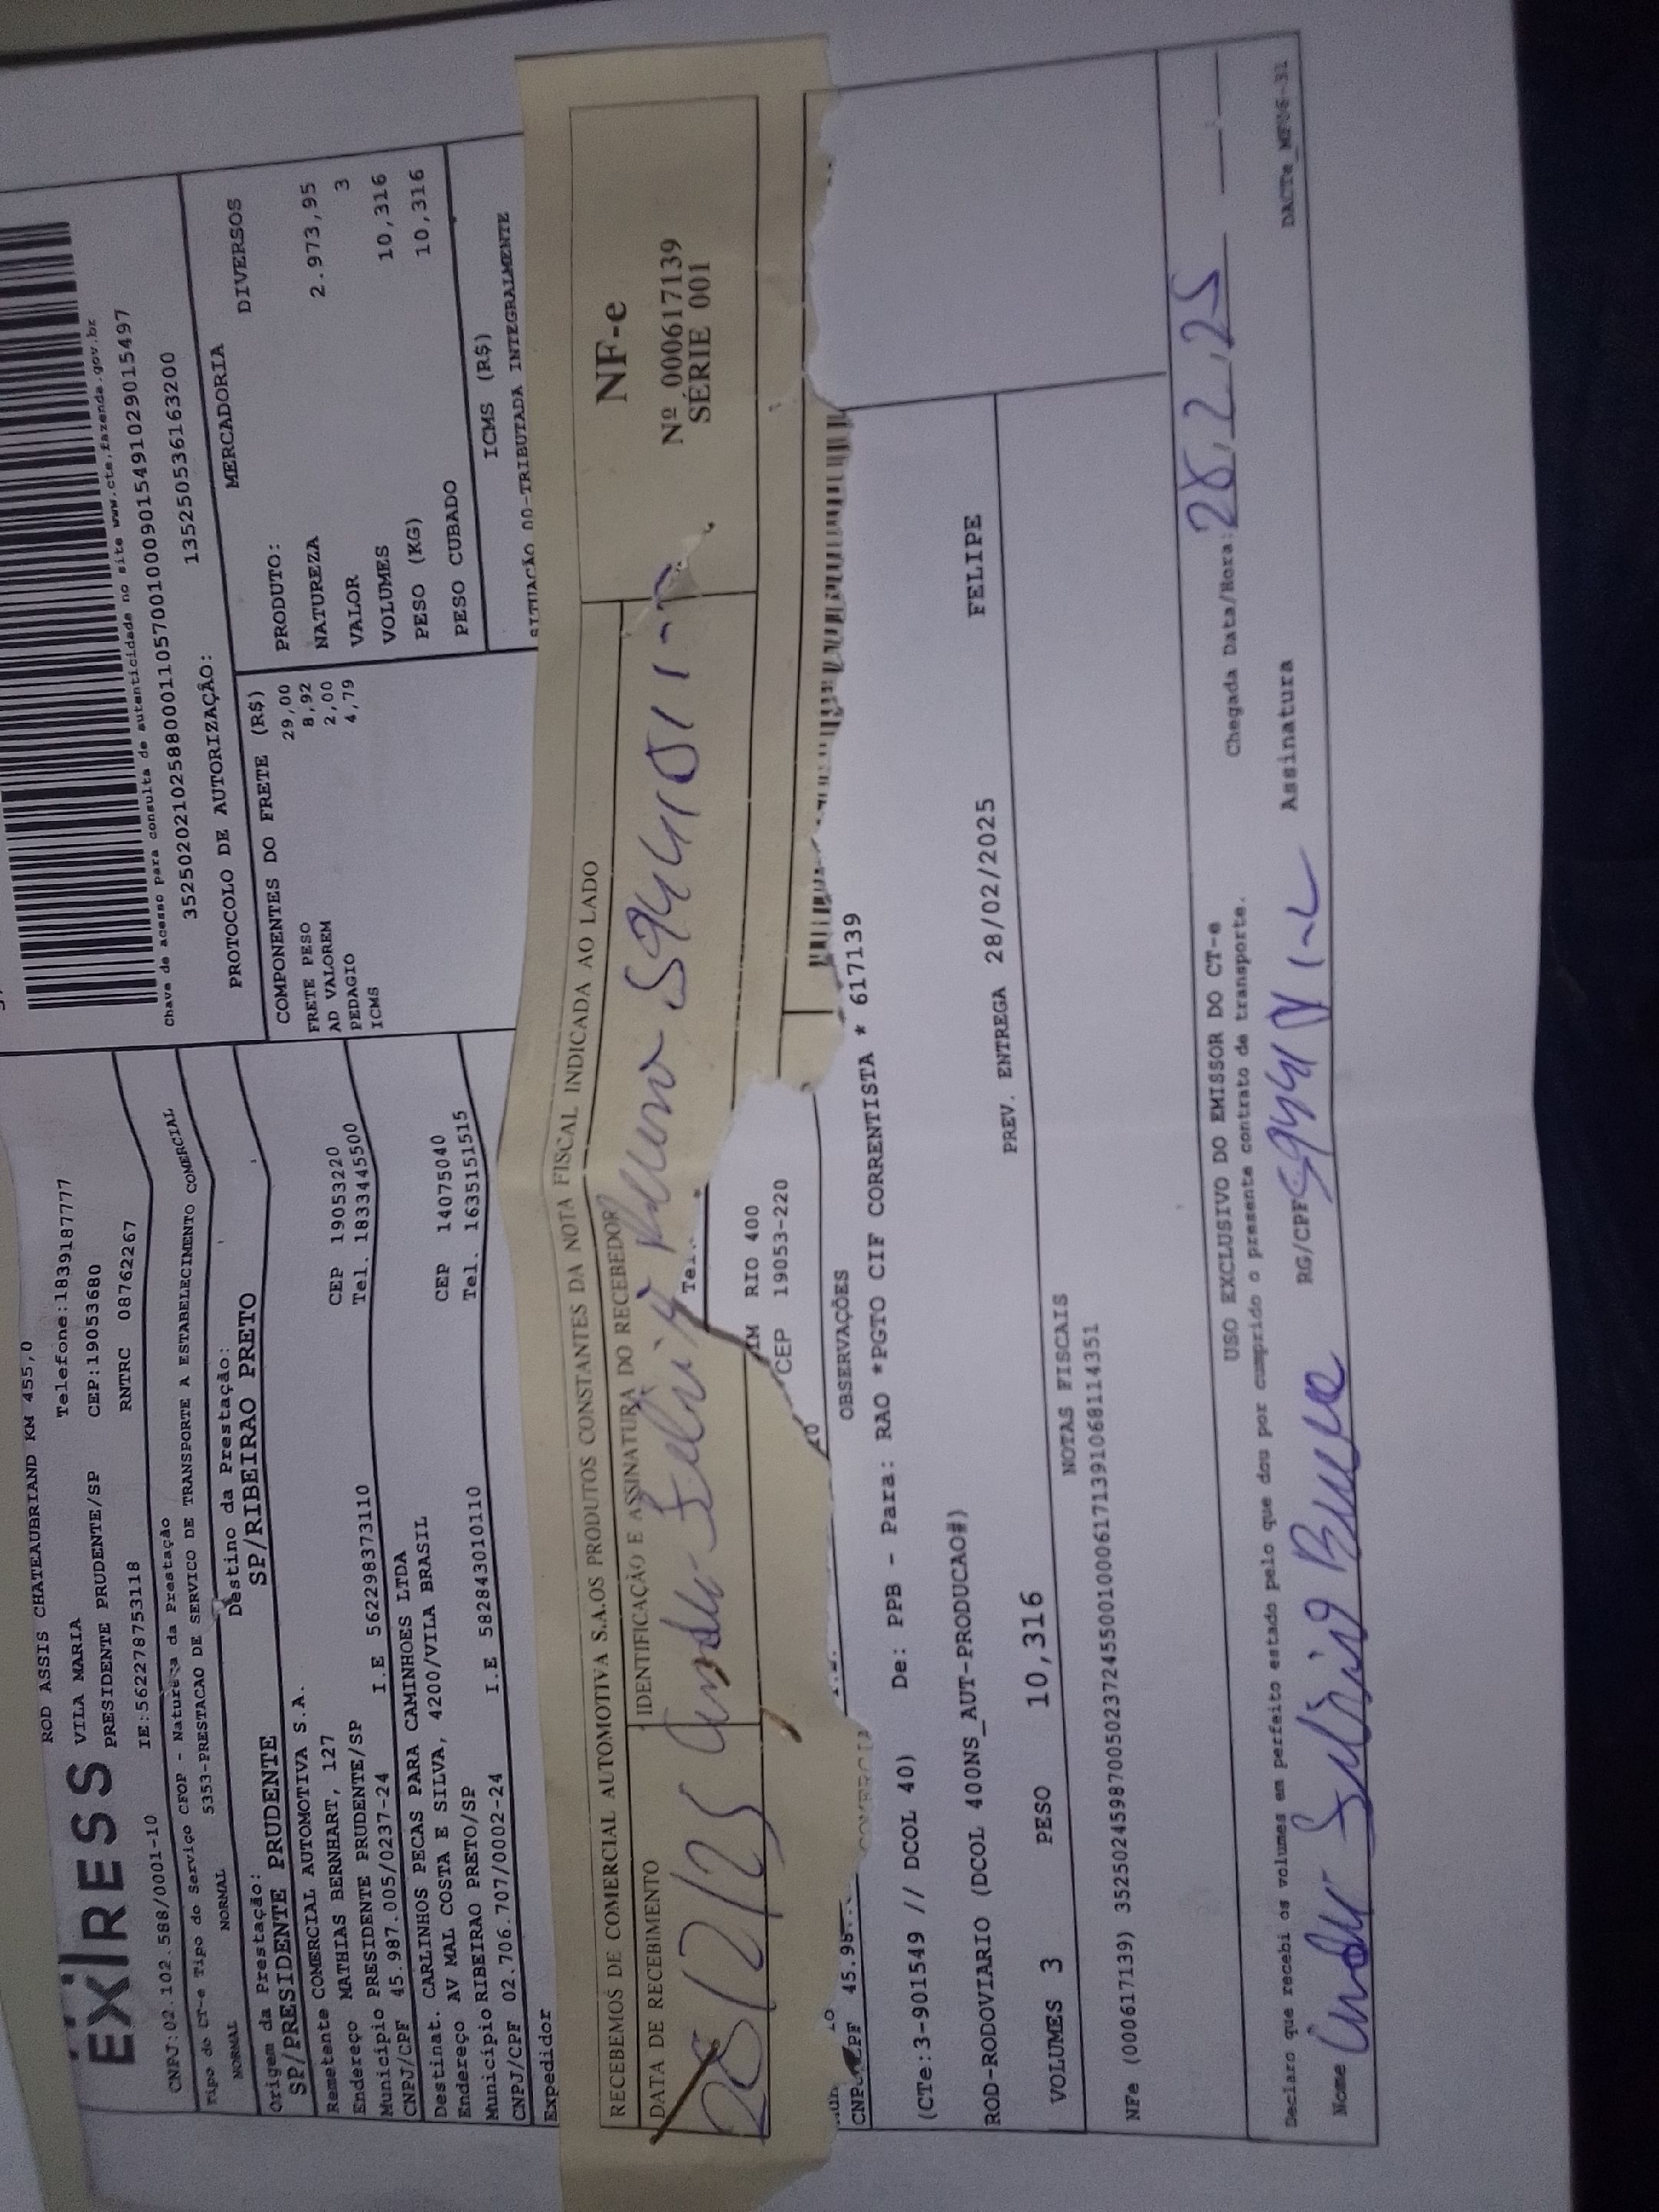 ROD ASSIS CHATEAUBRIAND KM 455,0
EXPRESS
VILA MARIA Telefone:1839187777
PRESIDENTE PRUDENTE/SP CEP:19053680
CNPJ:02.102.588/0001-10 IE:562278753118 RNTRC 08762267
Tipo do CT-e Tipo do Serviço CFOP - Natureza da Prestação
NORMAL NORMAL 5353-PRESTACAO DE SERVICO DE TRANSPORTE A ESTABELECIMENTO COMERCIAL
Origem da Prestação: Destino da Prestação:
SP/PRESIDENTE PRUDENTE SP/RIBEIRAO PRETO
Remetente COMERCIAL AUTOMOTIVA S.A.
Endereço MATHIAS BERNHART, 127 CEP 19053220
Município PRESIDENTE PRUDENTE/SP Tel. 1833445500
CNPJ/CPF 45.987.005/0237-24 I.E 562298373110
Destinat. CARLINHOS PECAS PARA CAMINHOES LTDA
Endereço AV MAL COSTA E SILVA, 4200/VILA BRASIL CEP 14075040
Município RIBEIRAO PRETO/SP Tel. 163515151515
CNPJ/CPF 02.706.707/0002-24 I.E 582843010110
Expedidor
Chave de acesso para consulta de autenticidade no site www.cte.fazenda.gov.br
35250202102588000110570010009015491029015497
PROTOCOLO DE AUTORIZAÇÃO: 135250536163200
COMPONENTES DO FRETE (R$)
FRETE PESO 29,00
AD VALOREM 8,92
PEDAGIO 2,00
ICMS 4,79
MERCADORIA
PRODUTO: DIVERSOS
NATUREZA
VALOR 2.973,95
VOLUMES 3
PESO (KG) 10,316
PESO CUBADO 10,316
ICMS (R$)
SITUAÇÃO 00-TRIBUTADA INTEGRALMENTE
RECEBEMOS DE COMERCIAL AUTOMOTIVA S.A.OS PRODUTOS CONSTANTES DA NOTA FISCAL INDICADA AO LADO
DATA DE RECEBIMENTO IDENTIFICAÇÃO E ASSINATURA DO RECEBEDOR
28/2/25
NF-e
Nº 000617139
SÉRIE 001
Tel.
RIO 400
CEP 19053-220
CNPJ/CPF
OBSERVAÇÕES
(CTe:3-901549 // DCOL 40) De: PPB - Para: RAO *PGTO CIF CORRENTISTA * 617139
ROD-RODOVIARIO (DCOL 400NS_AUT-PRODUCAO#) FELIPE
PREV. ENTREGA 28/02/2025
VOLUMES 3 PESO 10,316
NOTAS FISCAIS
NFe (000617139) 35250245987005023724550010006171391068114351
USO EXCLUSIVO DO EMISSOR DO CT-e
Declaro que recebi os volumes em perfeito estado pelo que dou por cumprido o presente contrato de transporte.
Chegada Data/Hora: 28,2,25
Nome RG/CPF Assinatura
DACTe_MP06-31